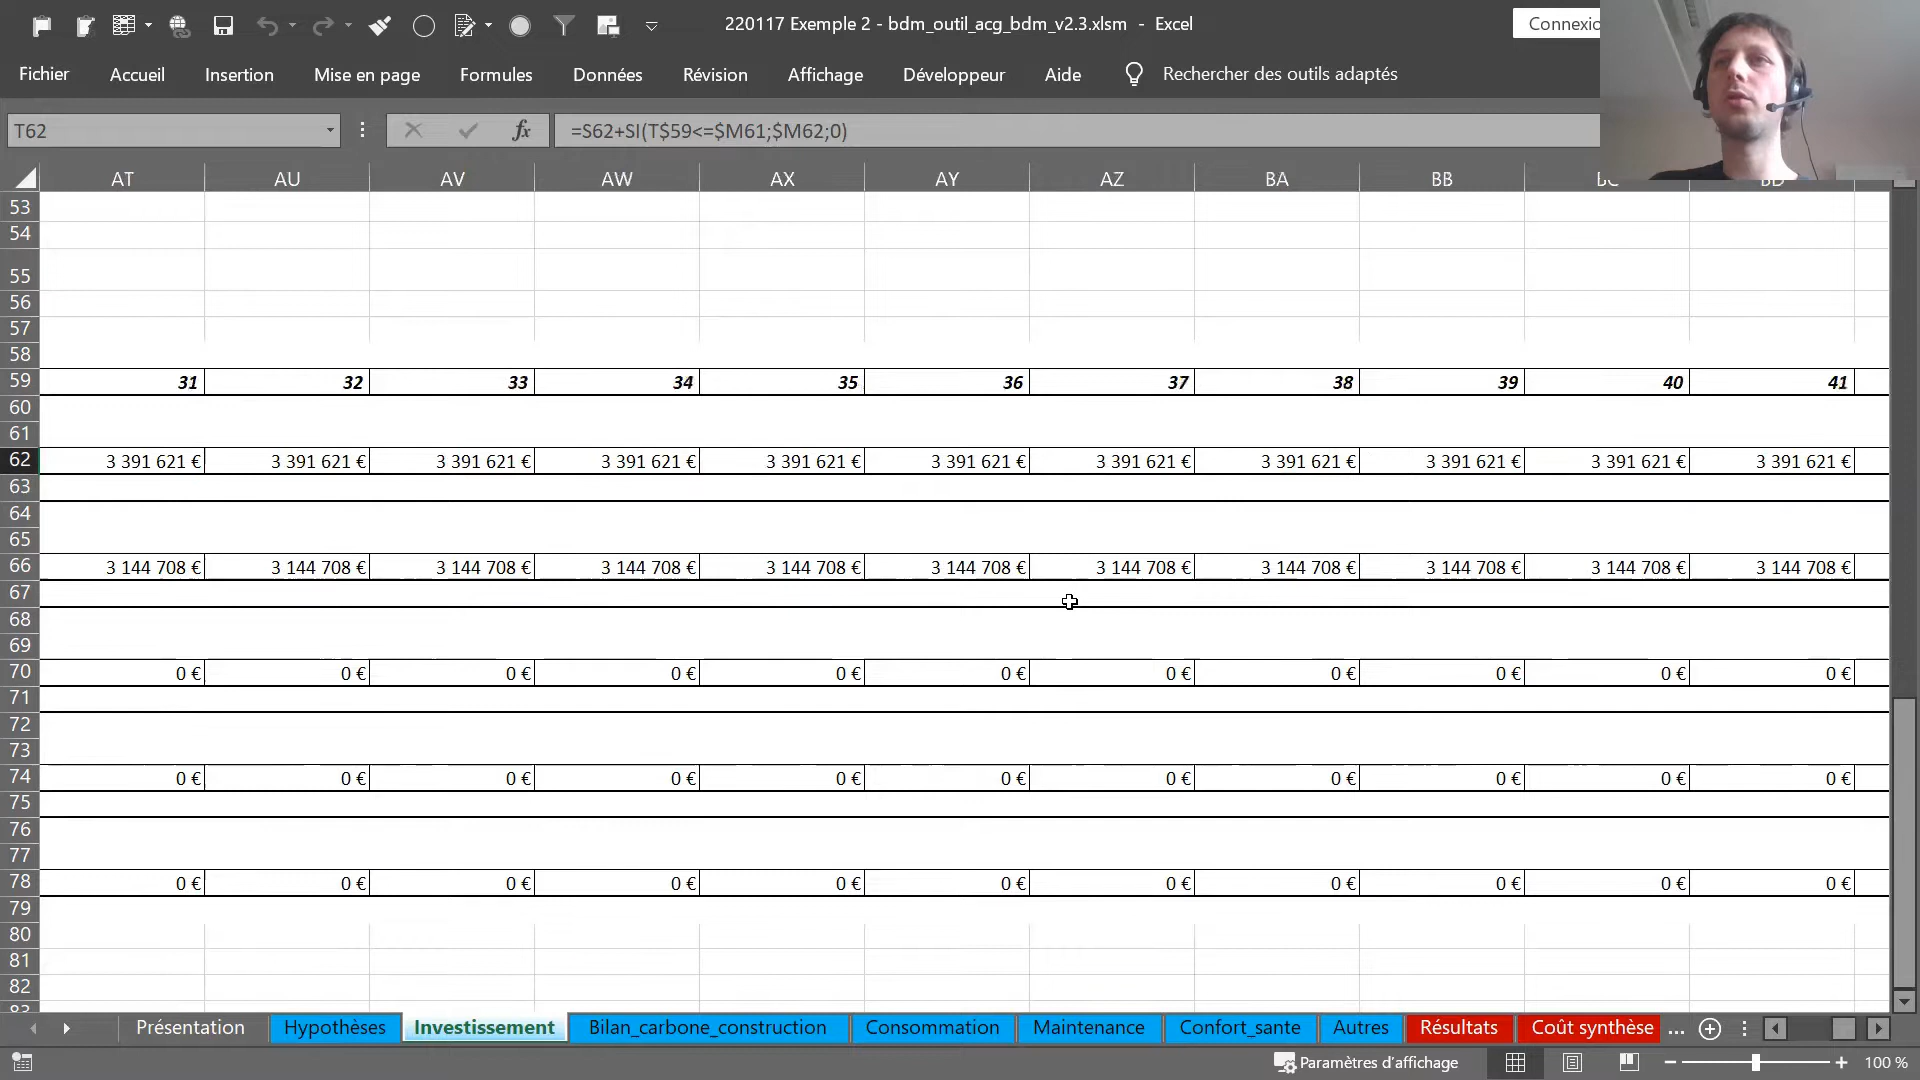 220117 Exemple 2 - bdm_outil_acg_bdm_v2.3.xlsm - Excel
Connexio
Fichier Accueil Insertion Mise en page Formules Données Révision Affichage Développeur Aide Rechercher des outils adaptés
T62 fx =S62+SI(T$59<=$M61;$M62;0)
AT AU AV AW AX AY AZ BA BB BC BD
53
54
55
56
57
58
59 31 32 33 34 35 36 37 38 39 40 41
60
61
62 3 391 621 € 3 391 621 € 3 391 621 € 3 391 621 € 3 391 621 € 3 391 621 € 3 391 621 € 3 391 621 € 3 391 621 € 3 391 621 € 3 391 621 €
63
64
65
66 3 144 708 € 3 144 708 € 3 144 708 € 3 144 708 € 3 144 708 € 3 144 708 € 3 144 708 € 3 144 708 € 3 144 708 € 3 144 708 € 3 144 708 €
67
68
69
70 0 € 0 € 0 € 0 € 0 € 0 € 0 € 0 € 0 € 0 € 0 €
71
72
73
74 0 € 0 € 0 € 0 € 0 € 0 € 0 € 0 € 0 € 0 € 0 €
75
76
77
78 0 € 0 € 0 € 0 € 0 € 0 € 0 € 0 € 0 € 0 € 0 €
79
80
81
82
83
Présentation Hypothèses Investissement Bilan_carbone_construction Consommation Maintenance Confort_sante Autres Résultats Coût synthèse ...
Paramètres d'affichage 100 %